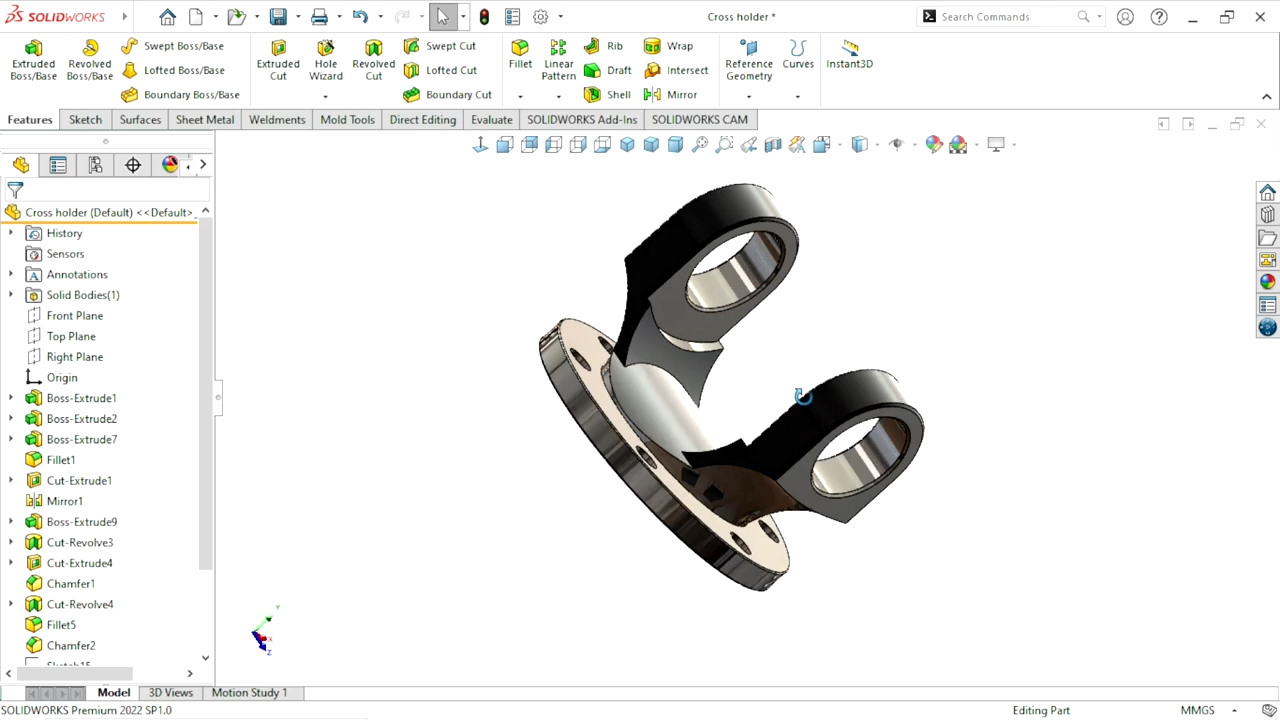 SOLIDWORKS
Cross holder *
Search Commands
Extruded Boss/Base
Revolved Boss/Base
Swept Boss/Base
Lofted Boss/Base
Boundary Boss/Base
Extruded Cut
Hole Wizard
Revolved Cut
Swept Cut
Lofted Cut
Boundary Cut
Fillet
Linear Pattern
Rib
Draft
Shell
Wrap
Intersect
Mirror
Reference Geometry
Curves
Instant3D
Features
Sketch
Surfaces
Sheet Metal
Weldments
Mold Tools
Direct Editing
Evaluate
SOLIDWORKS Add-Ins
SOLIDWORKS CAM
Cross holder (Default) <<Default>_
History
Sensors
Annotations
Solid Bodies(1)
Front Plane
Top Plane
Right Plane
Origin
Boss-Extrude1
Boss-Extrude2
Boss-Extrude7
Fillet1
Cut-Extrude1
Mirror1
Boss-Extrude9
Cut-Revolve3
Cut-Extrude4
Chamfer1
Cut-Revolve4
Fillet5
Chamfer2
Sketch15
Y
X
Z
Model
3D Views
Motion Study 1
SOLIDWORKS Premium 2022 SP1.0
Editing Part
MMGS